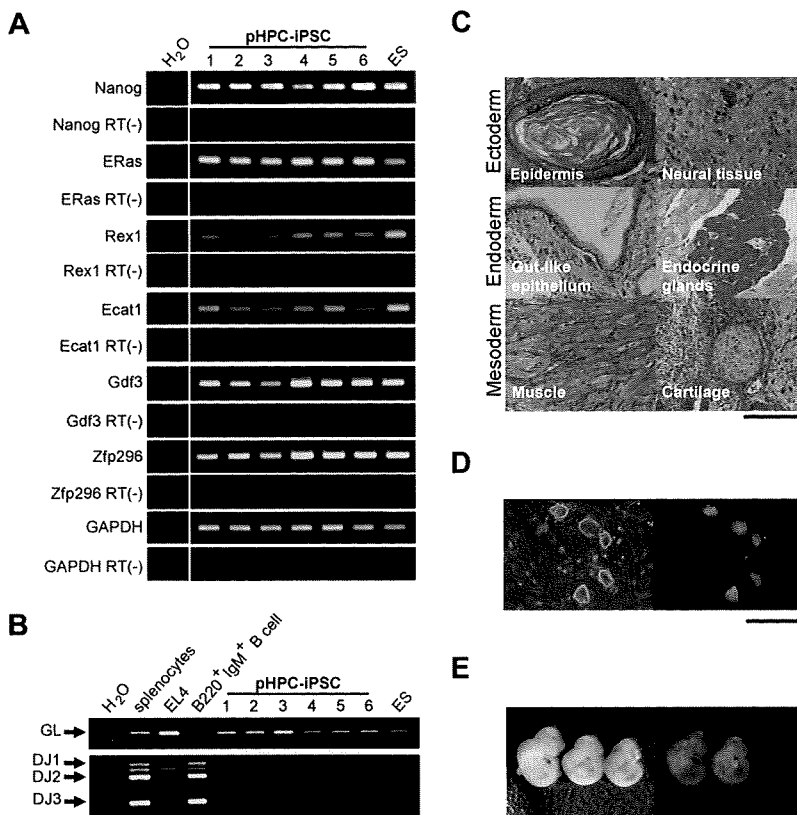 A
H2O
pHPC-iPSC
1 2 3 4 5 6 ES
Nanog
Nanog RT(-)
ERas
ERas RT(-)
Rex1
Rex1 RT(-)
Ecat1
Ecat1 RT(-)
Gdf3
Gdf3 RT(-)
Zfp296
Zfp296 RT(-)
GAPDH
GAPDH RT(-)
B
H2O splenocytes EL4 B220+ IgM+ B cell
pHPC-iPSC
1 2 3 4 5 6 ES
GL
DJ1
DJ2
DJ3
C
Ectoderm
Epidermis Neural tissue
Endoderm
Gut-like epithelium
Endocrine glands
Mesoderm
Muscle Cartilage
D
E